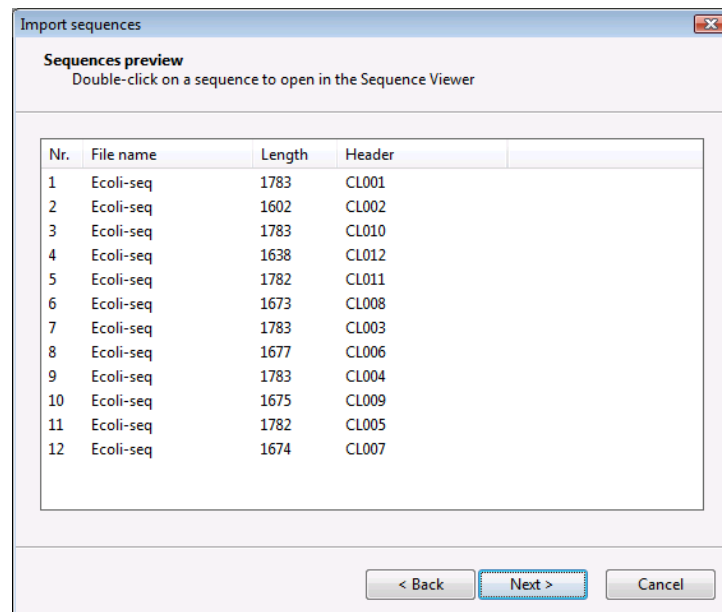 Import sequences
Sequences preview
Double-click on a sequence to open in the Sequence Viewer
Nr. File name Length Header
1 Ecoli-seq 1783 CL001
2 Ecoli-seq 1602 CL002
3 Ecoli-seq 1783 CL010
4 Ecoli-seq 1638 CL012
5 Ecoli-seq 1782 CL011
6 Ecoli-seq 1673 CL008
7 Ecoli-seq 1783 CL003
8 Ecoli-seq 1677 CL006
9 Ecoli-seq 1783 CL004
10 Ecoli-seq 1675 CL009
11 Ecoli-seq 1782 CL005
12 Ecoli-seq 1674 CL007
< Back Next > Cancel